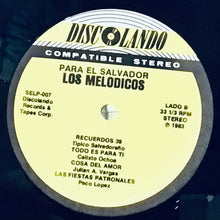 DISCOLANDO
COMPATIBLE STEREO
PARA EL SALVADOR
LOS MELODICOS
SELP-007
Discolando
Records &
Tapes Corp.
LADO B
33 1/3 RPM
STEREO
℗ 1983
RECUERDOS 39
Tipico Salvadoreño
TODO ES PARA TI
Calixto Ochoa
COSA DEL AMOR
Julian A. Vargas
LAS FIESTAS PATRONALES
Paco Lopez